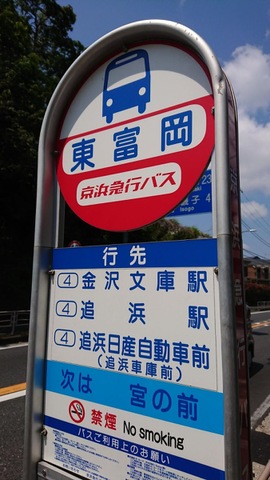 東富岡
京浜急行バス
行先
4 金沢文庫駅
4 追浜駅
4 追浜日産自動車前
(追浜車庫前)
次は 宮の前
禁煙 No smoking
バスご利用上のお願い